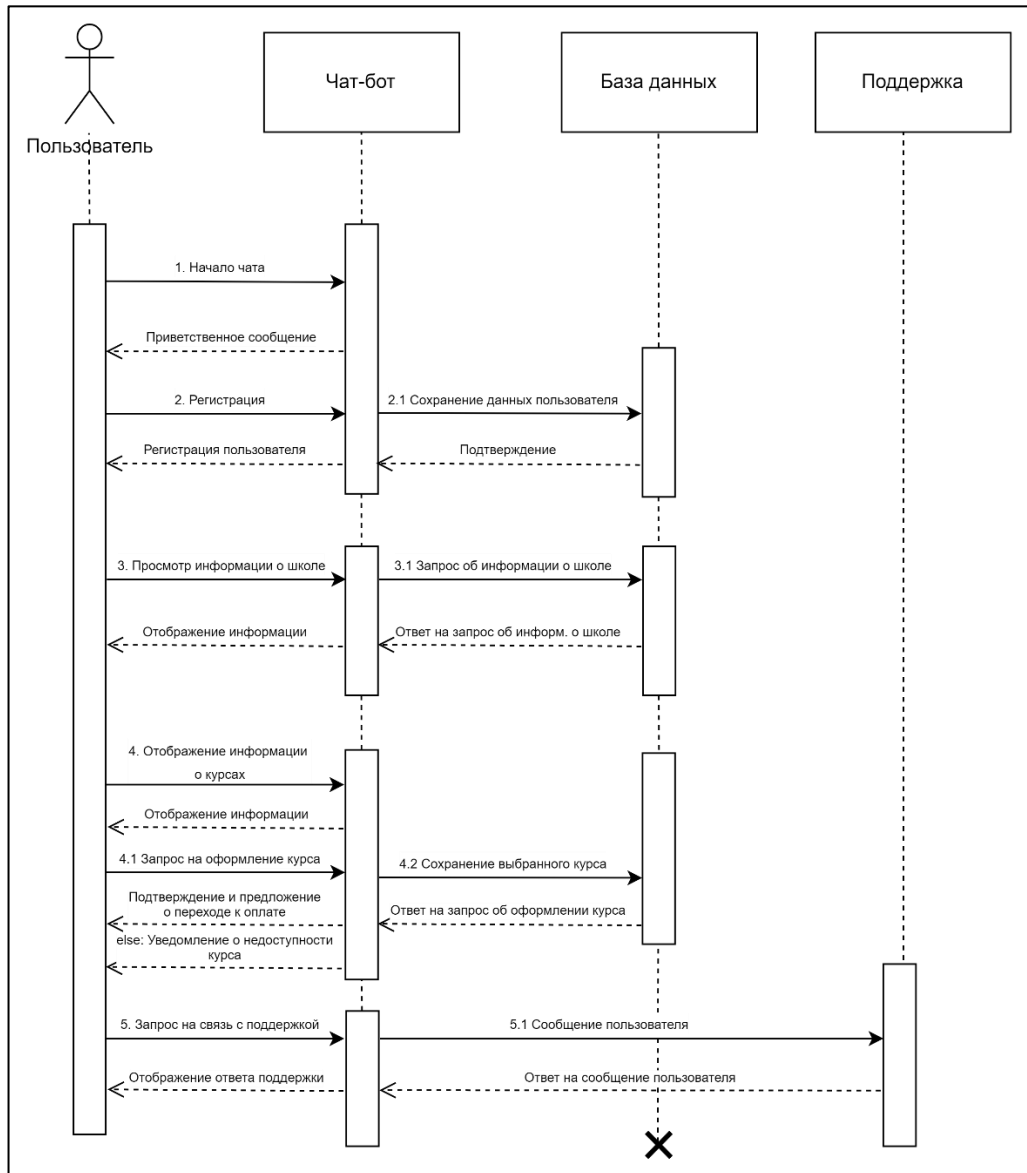 Пользователь
Чат-бот
База данных
Поддержка
1. Начало чата
Приветственное сообщение
2. Регистрация
2.1 Сохранение данных пользователя
Регистрация пользователя
Подтверждение
3. Просмотр информации о школе
3.1 Запрос об информации о школе
Отображение информации
Ответ на запрос об информ. о школе
4. Отображение информации
о курсах
Отображение информации
4.1 Запрос на оформление курса
4.2 Сохранение выбранного курса
Подтверждение и предложение
о переходе к оплате
Ответ на запрос об оформлении курса
else: Уведомление о недоступности
курса
5. Запрос на связь с поддержкой
5.1 Сообщение пользователя
Отображение ответа поддержки
Ответ на сообщение пользователя